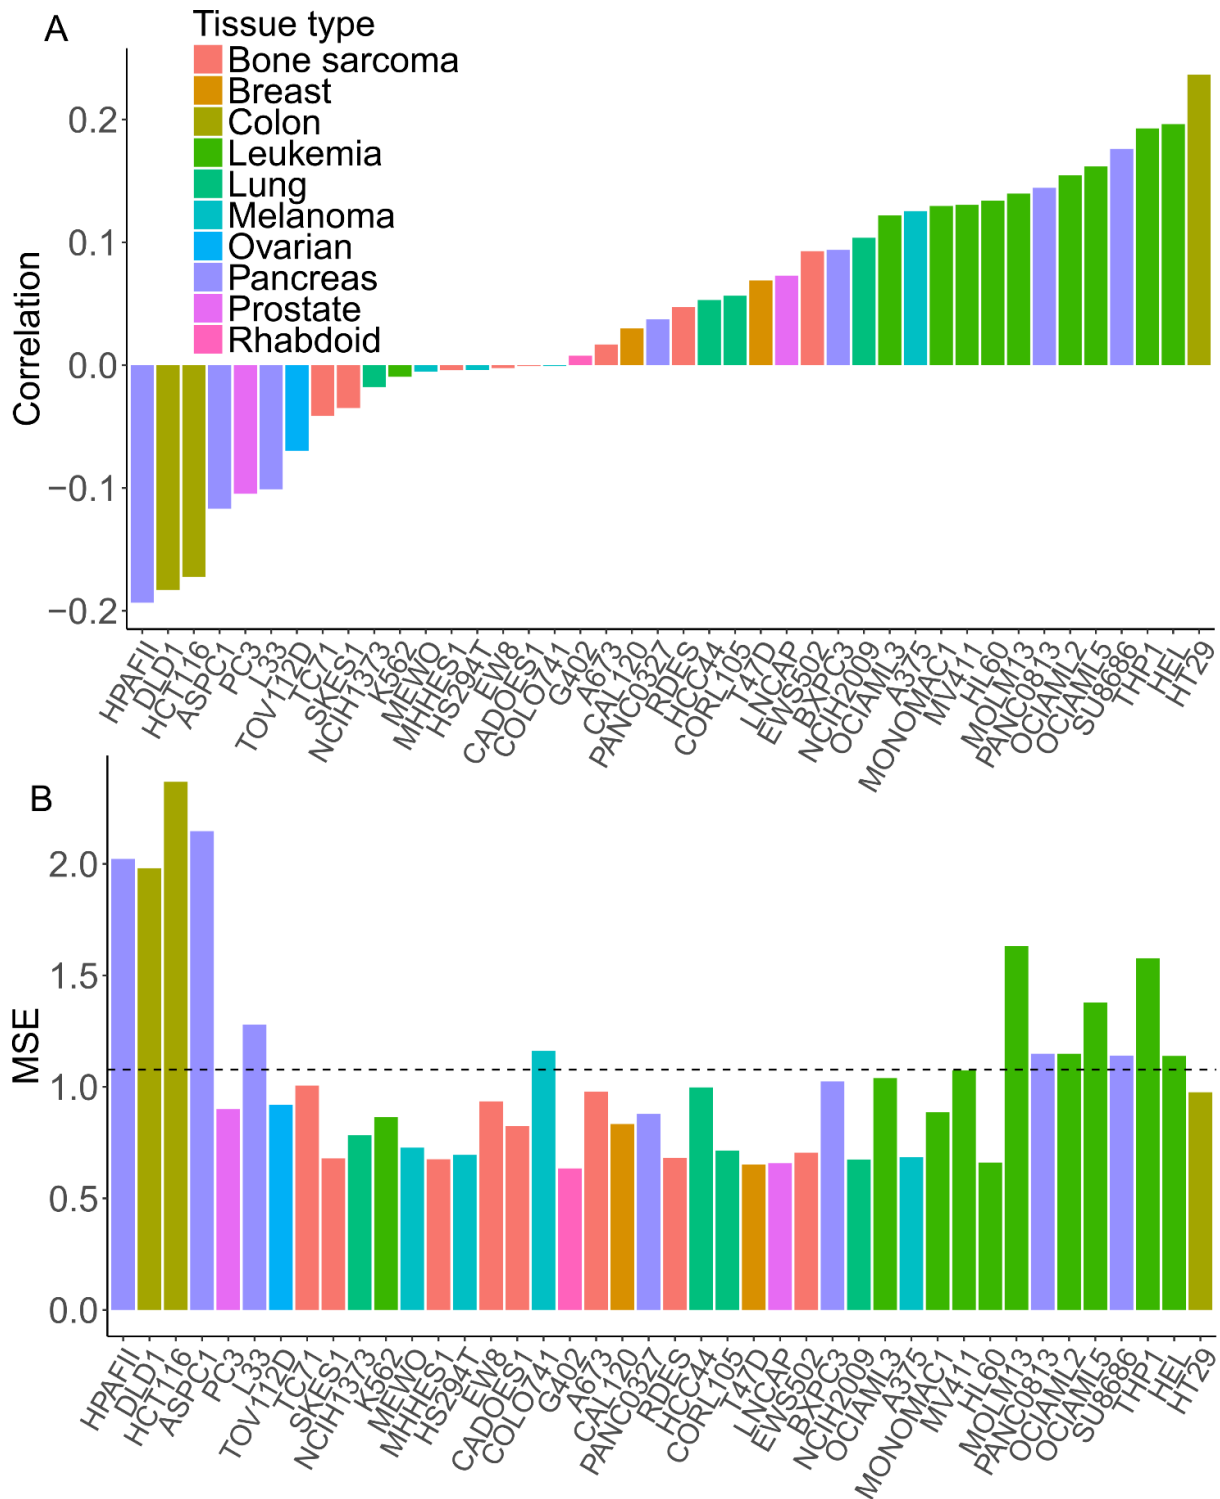 A
Tissue type
Bone sarcoma
Breast
Colon
Leukemia
Lung
Melanoma
Ovarian
Pancreas
Prostate
Rhabdoid
Correlation
0.2
0.1
0.0
−0.1
−0.2
HPAFII
DLD1
HCT116
ASPC1
PC3
L33
TOV112D
TC71
SKES1
NCIH1373
K562
MEWO
MHHES1
HS294T
EW8
CADOES1
COLO741
G402
A673
CAL120
PANC0327
RDES
HCC44
CORL105
T47D
LNCAP
EWS502
BXPC3
NCIH2009
OCIAML3
A375
MONOMAC1
MV411
HL60
MOLM13
PANC0813
OCIAML2
OCIAML5
SU8686
THP1
HEL
HT29
B
MSE
2.0
1.5
1.0
0.5
0.0
HPAFII
DLD1
HCT116
ASPC1
PC3
L33
TOV112D
TC71
SKES1
NCIH1373
K562
MEWO
MHHES1
HS294T
EW8
CADOES1
COLO741
G402
A673
CAL120
PANC0327
RDES
HCC44
CORL105
T47D
LNCAP
EWS502
BXPC3
NCIH2009
OCIAML3
A375
MONOMAC1
MV411
HL60
MOLM13
PANC0813
OCIAML2
OCIAML5
SU8686
THP1
HEL
HT29